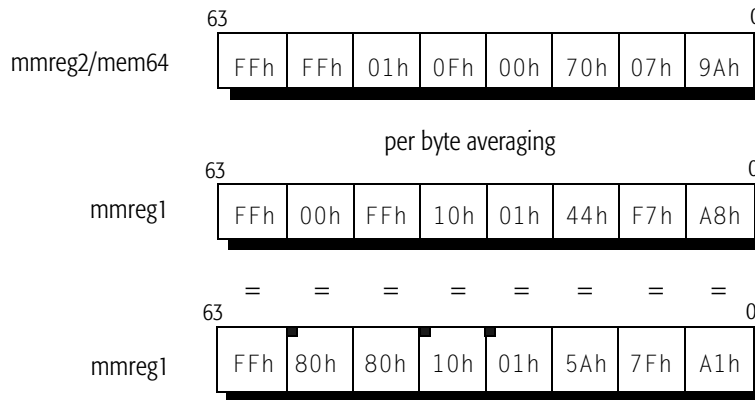 63 0
mmreg2/mem64 FFh FFh 01h 0Fh 00h 70h 07h 9Ah
per byte averaging
63 0
mmreg1 FFh 00h FFh 10h 01h 44h F7h A8h
= = = = = = = =
63 0
mmreg1 FFh 80h 80h 10h 01h 5Ah 7Fh A1h